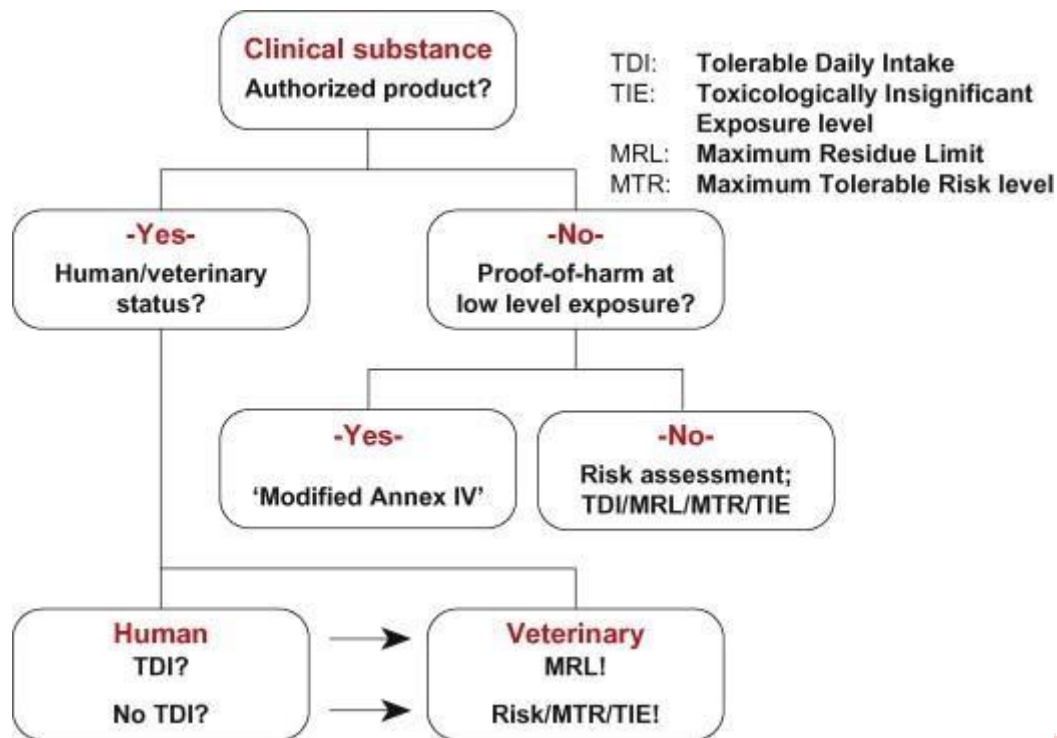 Clinical substance
Authorized product?
TDI: Tolerable Daily Intake
TIE: Toxicologically Insignificant
Exposure level
MRL: Maximum Residue Limit
MTR: Maximum Tolerable Risk level
-Yes-
Human/veterinary
status?
-No-
Proof-of-harm at
low level exposure?
-Yes-
‘Modified Annex IV’
-No-
Risk assessment;
TDI/MRL/MTR/TIE
Human
TDI?
No TDI?
Veterinary
MRL!
Risk/MTR/TIE!